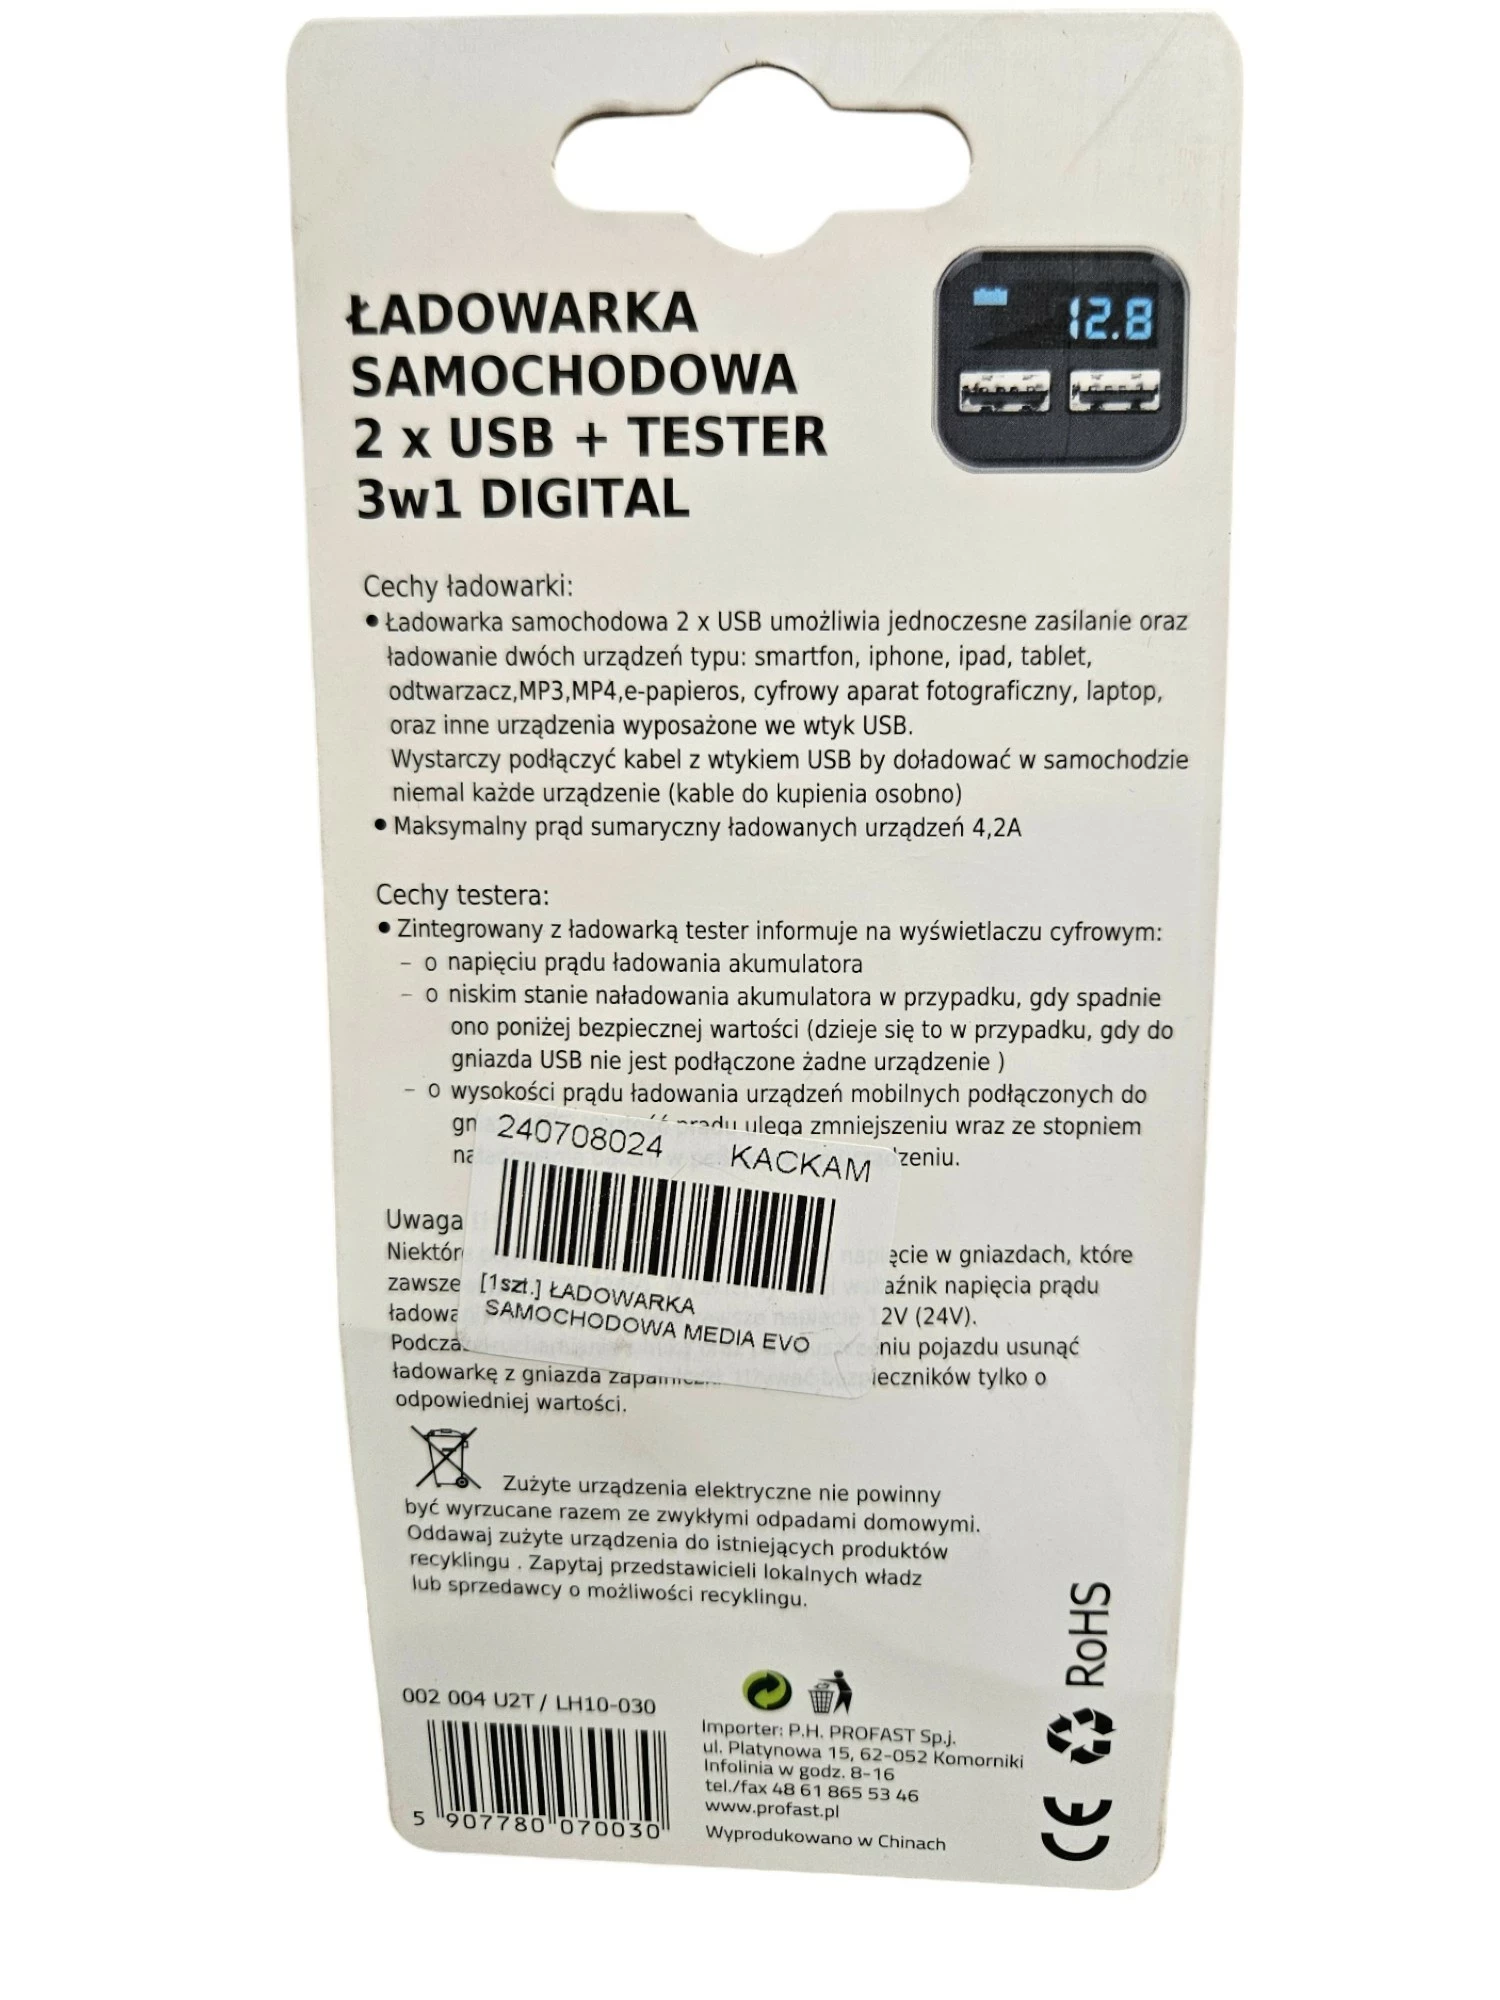 12.8
ŁADOWARKA
SAMOCHODOWA
2 x USB + TESTER
3w1 DIGITAL
Cechy ładowarki:
• Ładowarka samochodowa 2 x USB umożliwia jednoczesne zasilanie oraz
ładowanie dwóch urządzeń typu: smartfon, iphone, ipad, tablet,
odtwarzacz,MP3,MP4,e-papieros, cyfrowy aparat fotograficzny, laptop,
oraz inne urządzenia wyposażone we wtyk USB.
Wystarczy podłączyć kabel z wtykiem USB by doładować w samochodzie
niemal każde urządzenie (kable do kupienia osobno)
• Maksymalny prąd sumaryczny ładowanych urządzeń 4,2A
Cechy testera:
• Zintegrowany z ładowarką tester informuje na wyświetlaczu cyfrowym:
– o napięciu prądu ładowania akumulatora
– o niskim stanie naładowania akumulatora w przypadku, gdy spadnie
ono poniżej bezpiecznej wartości (dzieje się to w przypadku, gdy do
gniazda USB nie jest podłączone żadne urządzenie )
– o wysokości prądu ładowania urządzeń mobilnych podłączonych do
prądu ulega zmniejszeniu wraz ze stopniem
240708024 KACKAM
[1szt.] ŁADOWARKA
SAMOCHODOWA MEDIA EVO
Uwaga
w gniazdach, które
zawsze napięcia prądu
2V (24V).
pojazdu usunąć
ładowarkę z gniazda tylko o
odpowiedniej wartości.
Zużyte urządzenia elektryczne nie powinny
być wyrzucane razem ze zwykłymi odpadami domowymi.
Oddawaj zużyte urządzenia do istniejących produktów
recyklingu . Zapytaj przedstawicieli lokalnych władz
lub sprzedawcy o możliwości recyklingu.
002 004 U2T / LH10-030
5 907780 070030
Importer: P.H. PROFAST Sp.j.
ul. Platynowa 15, 62-052 Komorniki
Infolinia w godz. 8-16
tel./fax 48 61 865 53 46
www.profast.pl
Wyprodukowano w Chinach
RoHS
CE